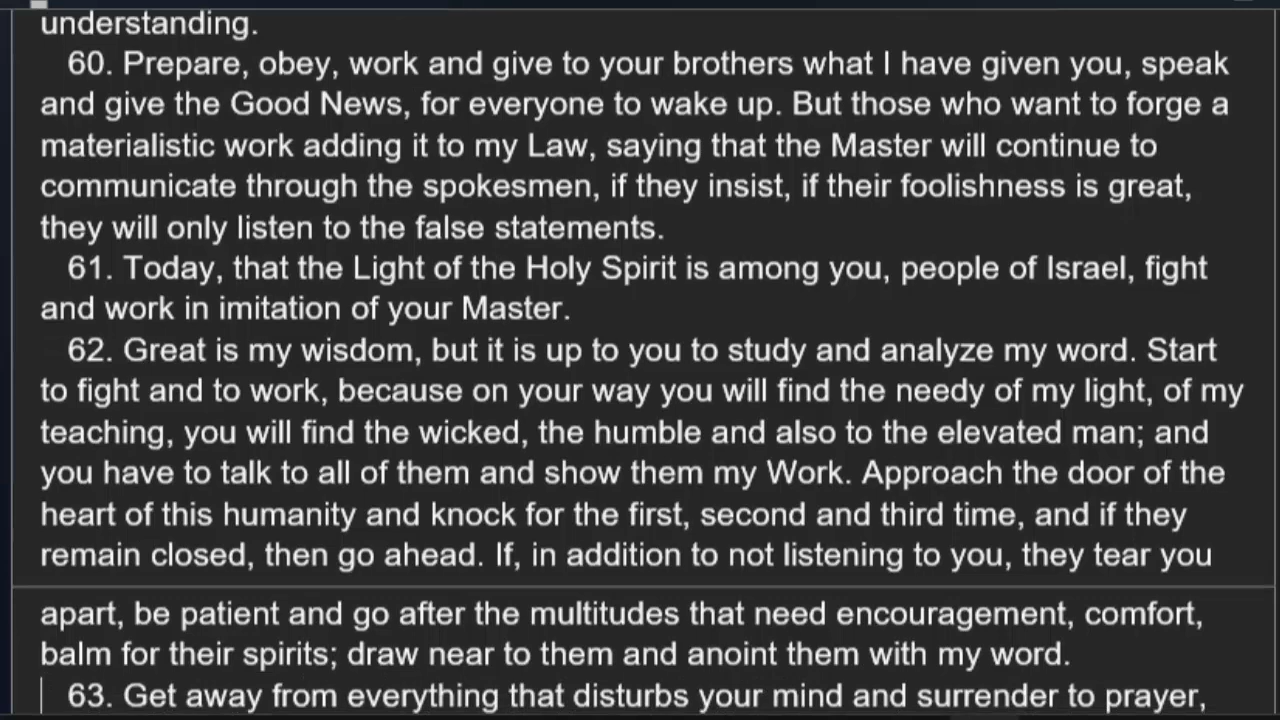 understanding.
60. Prepare, obey, work and give to your brothers what I have given you, speak
and give the Good News, for everyone to wake up. But those who want to forge a
materialistic work adding it to my Law, saying that the Master will continue to
communicate through the spokesmen, if they insist, if their foolishness is great,
they will only listen to the false statements.
61. Today, that the Light of the Holy Spirit is among you, people of Israel, fight
and work in imitation of your Master.
62. Great is my wisdom, but it is up to you to study and analyze my word. Start
to fight and to work, because on your way you will find the needy of my light, of my
teaching, you will find the wicked, the humble and also to the elevated man; and
you have to talk to all of them and show them my Work. Approach the door of the
heart of this humanity and knock for the first, second and third time, and if they
remain closed, then go ahead. If, in addition to not listening to you, they tear you
apart, be patient and go after the multitudes that need encouragement, comfort,
balm for their spirits; draw near to them and anoint them with my word.
63. Get away from everything that disturbs your mind and surrender to prayer,